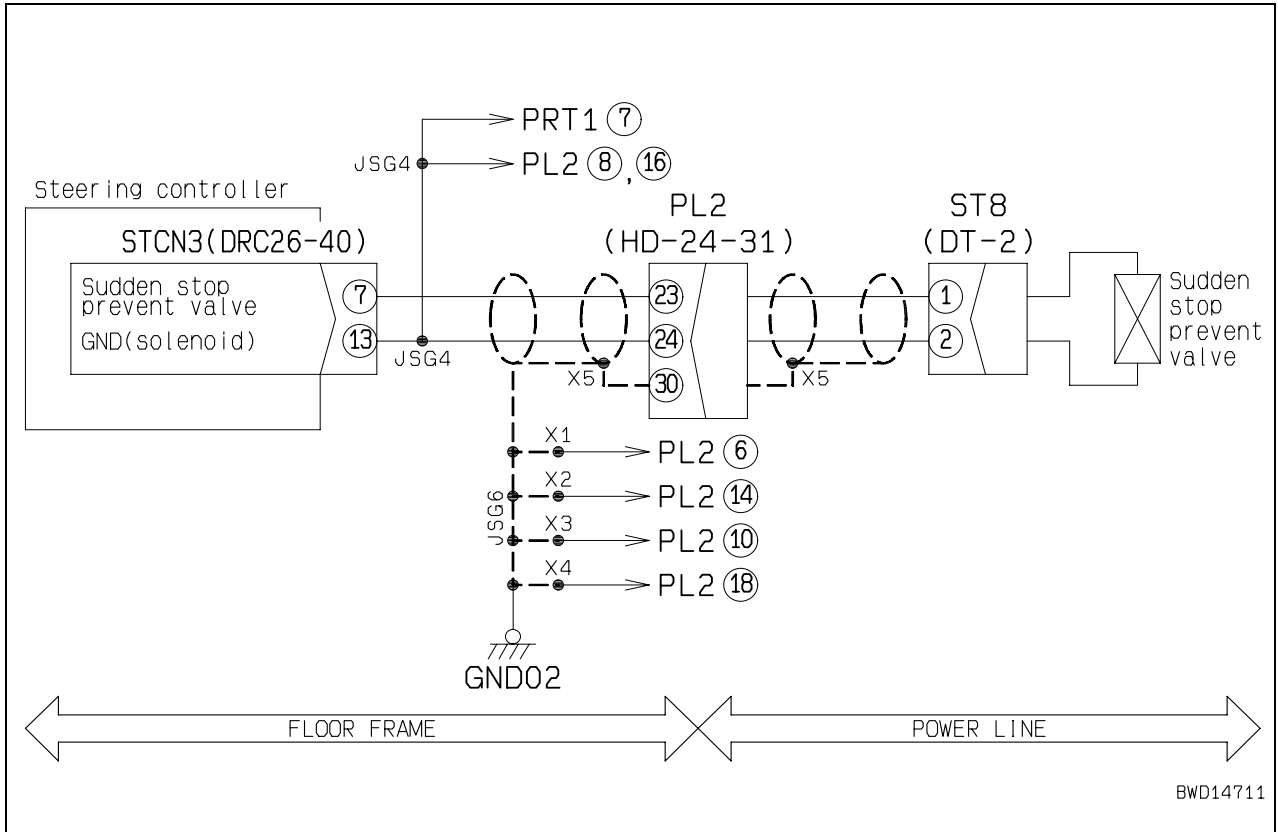 PRT1 7
JSG4 PL2 8, 16
Steering controller
STCN3(DRC26-40)
PL2
(HD-24-31)
ST8
(DT-2)
Sudden stop
prevent valve
7
23
1
Sudden
stop
prevent
valve
GND(solenoid)
13
JSG4
24
2
X5
30
X5
X1
PL2 6
X2
PL2 14
JSG6
X3
PL2 10
X4
PL2 18
GND02
FLOOR FRAME
POWER LINE
BWD14711